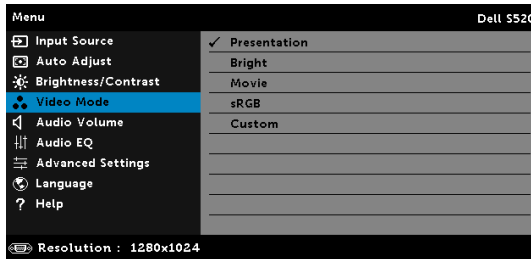 Menu
Dell S520
Input Source
Auto Adjust
Brightness/Contrast
Video Mode
Audio Volume
Audio EQ
Advanced Settings
Language
? Help
Presentation
Bright
Movie
sRGB
Custom
Resolution : 1280x1024